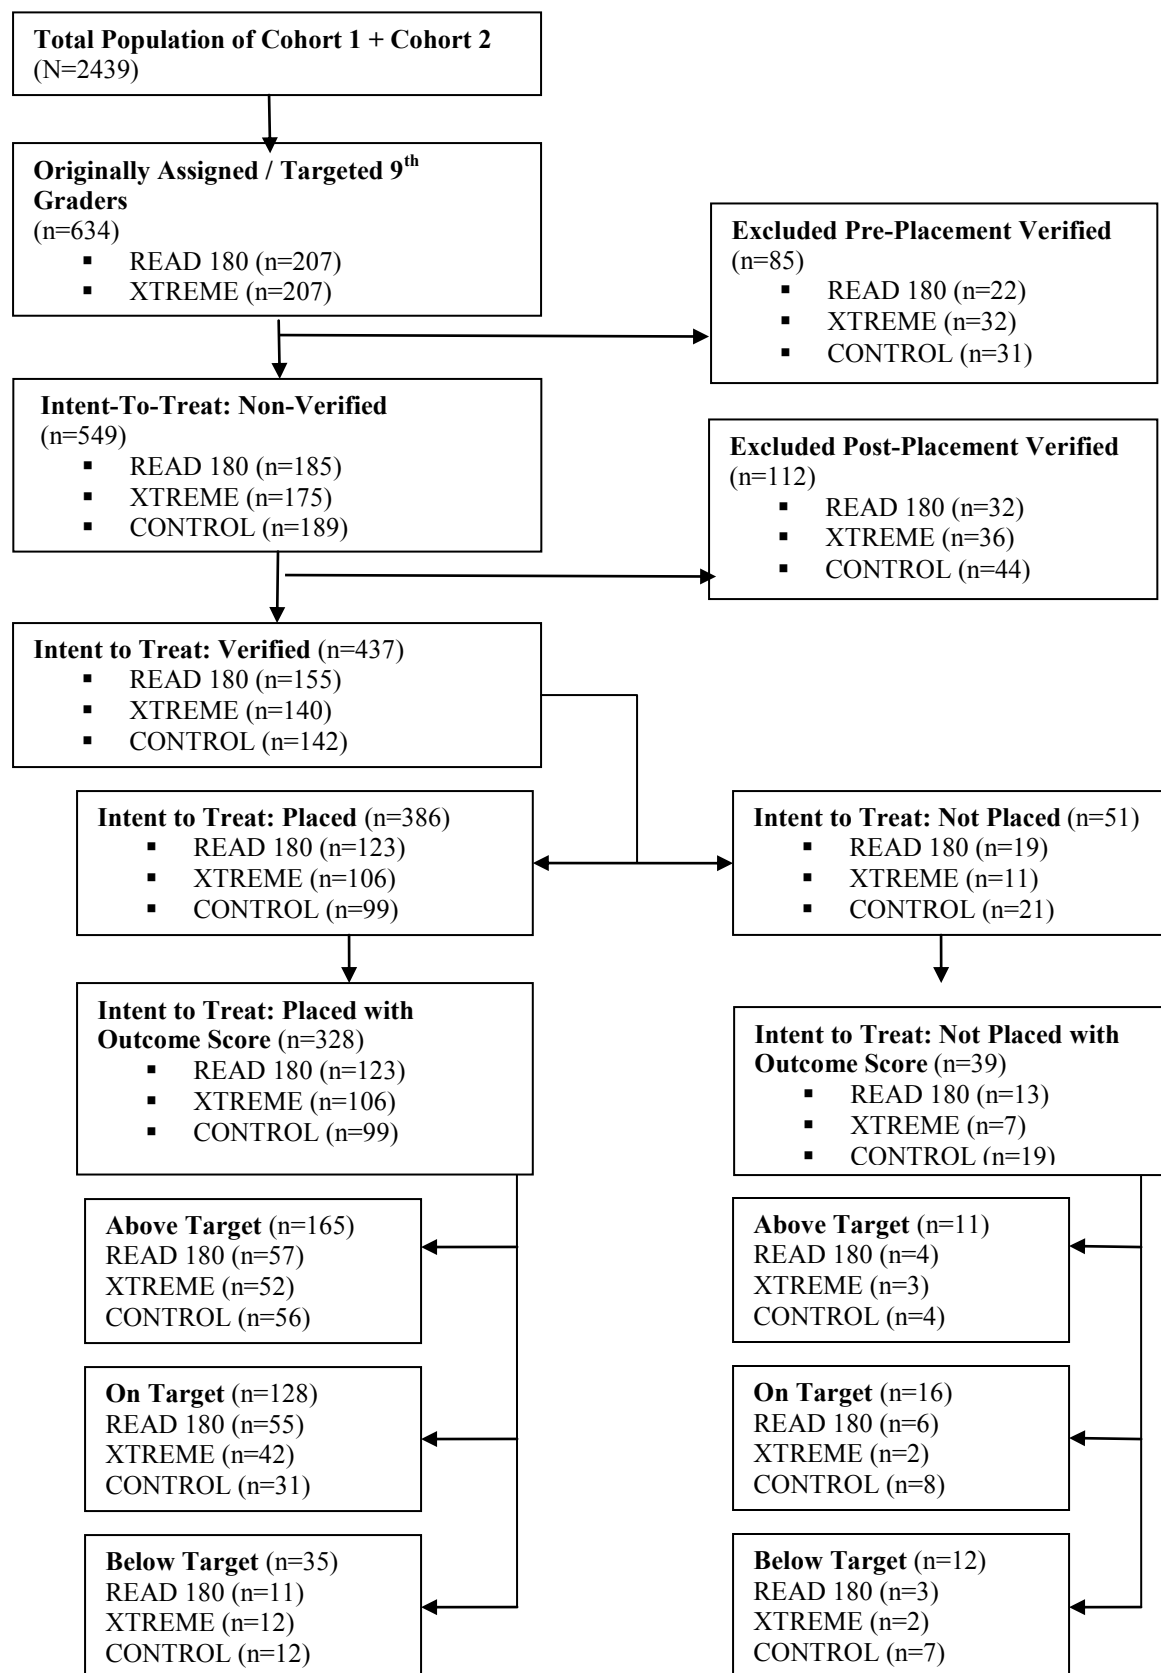 Total Population of Cohort 1 + Cohort 2
(N=2439)
Originally Assigned / Targeted 9th
Graders
(n=634)
▪ READ 180 (n=207)
▪ XTREME (n=207)
Excluded Pre-Placement Verified
(n=85)
▪ READ 180 (n=22)
▪ XTREME (n=32)
▪ CONTROL (n=31)
Intent-To-Treat: Non-Verified
(n=549)
▪ READ 180 (n=185)
▪ XTREME (n=175)
▪ CONTROL (n=189)
Excluded Post-Placement Verified
(n=112)
▪ READ 180 (n=32)
▪ XTREME (n=36)
▪ CONTROL (n=44)
Intent to Treat: Verified (n=437)
▪ READ 180 (n=155)
▪ XTREME (n=140)
▪ CONTROL (n=142)
Intent to Treat: Placed (n=386)
▪ READ 180 (n=123)
▪ XTREME (n=106)
▪ CONTROL (n=99)
Intent to Treat: Not Placed (n=51)
▪ READ 180 (n=19)
▪ XTREME (n=11)
▪ CONTROL (n=21)
Intent to Treat: Placed with
Outcome Score (n=328)
▪ READ 180 (n=123)
▪ XTREME (n=106)
▪ CONTROL (n=99)
Intent to Treat: Not Placed with
Outcome Score (n=39)
▪ READ 180 (n=13)
▪ XTREME (n=7)
▪ CONTROL (n=19)
Above Target (n=165)
READ 180 (n=57)
XTREME (n=52)
CONTROL (n=56)
Above Target (n=11)
READ 180 (n=4)
XTREME (n=3)
CONTROL (n=4)
On Target (n=128)
READ 180 (n=55)
XTREME (n=42)
CONTROL (n=31)
On Target (n=16)
READ 180 (n=6)
XTREME (n=2)
CONTROL (n=8)
Below Target (n=35)
READ 180 (n=11)
XTREME (n=12)
CONTROL (n=12)
Below Target (n=12)
READ 180 (n=3)
XTREME (n=2)
CONTROL (n=7)